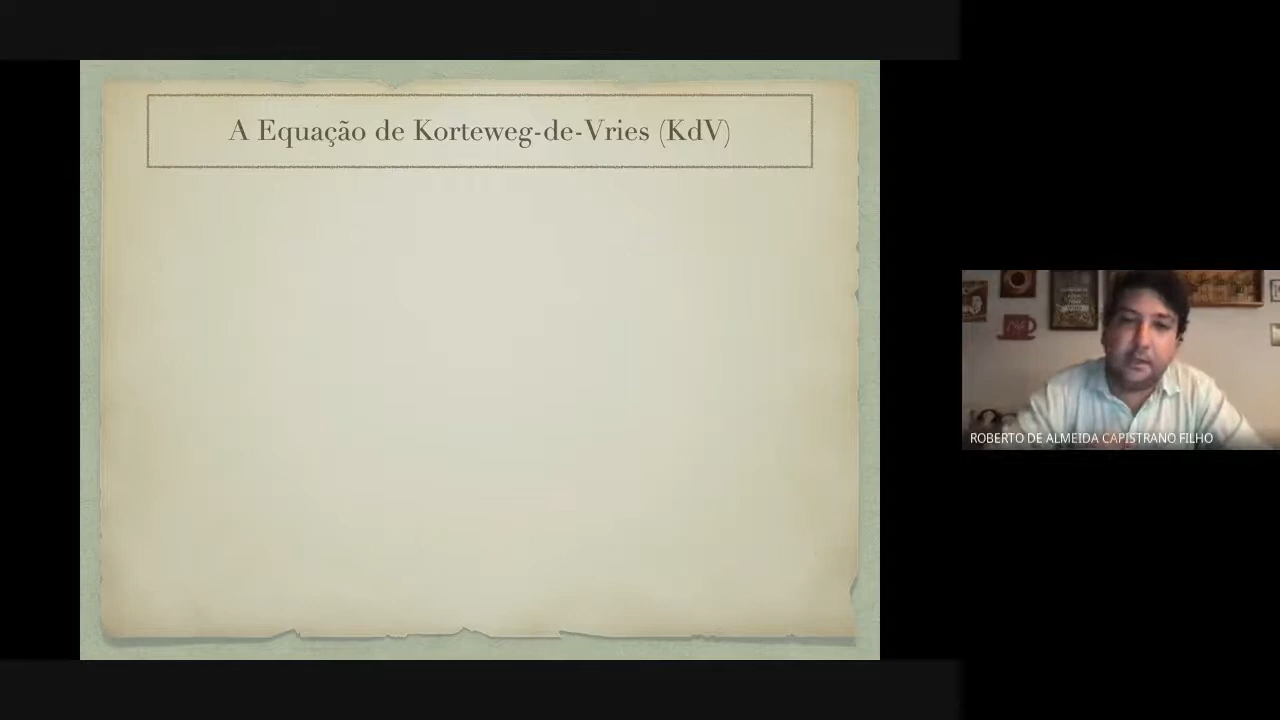 A Equação de Korteweg-de-Vries (KdV)
ROBERTO DE ALMEIDA CAPISTRANO FILHO